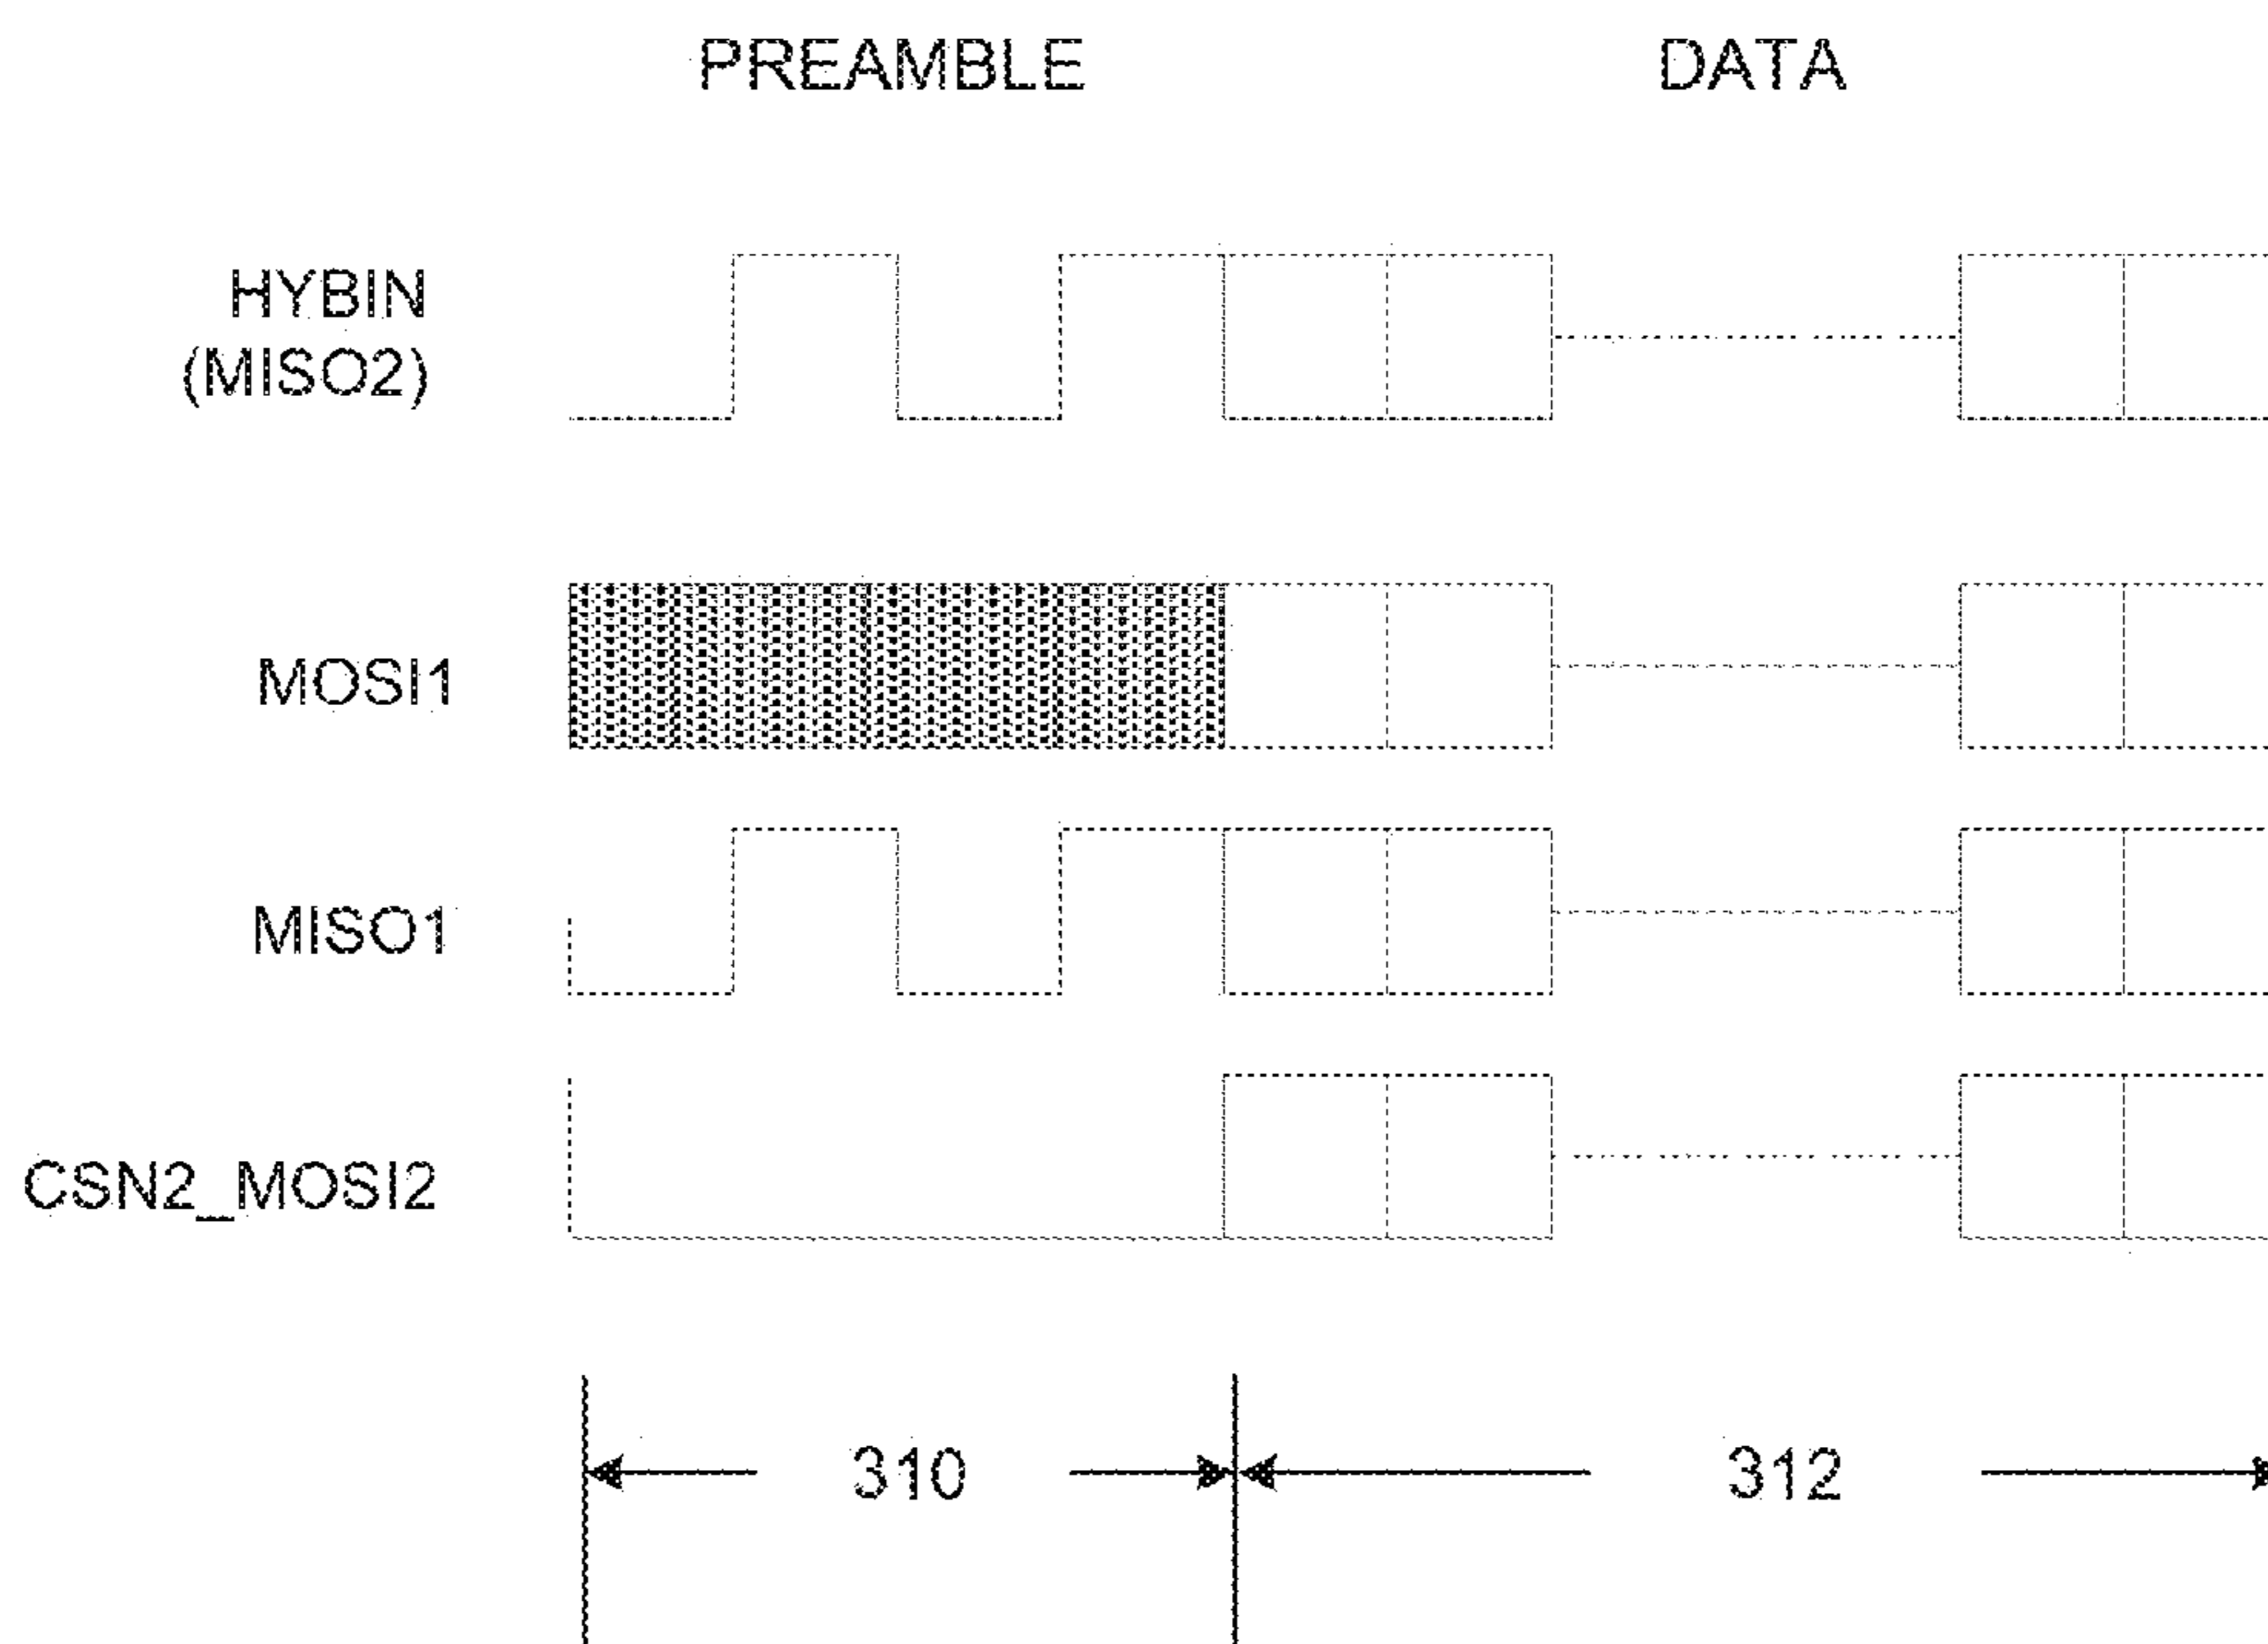 PREAMBLE DATA
HYBIN
(MISO2)
MOSI1
MISO1
CSN2_MOSI2
310 312